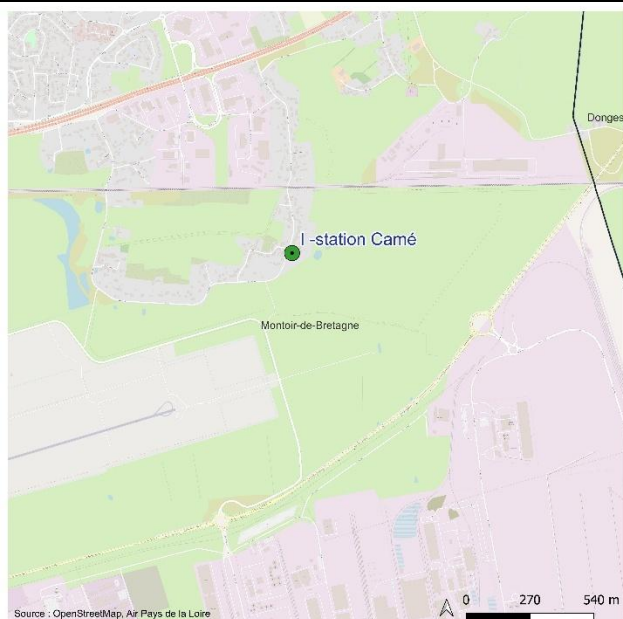 Donges
I -station Camé
Montoir-de-Bretagne
0 270 540 m
Source : OpenStreetMap, Air Pays de la Loire